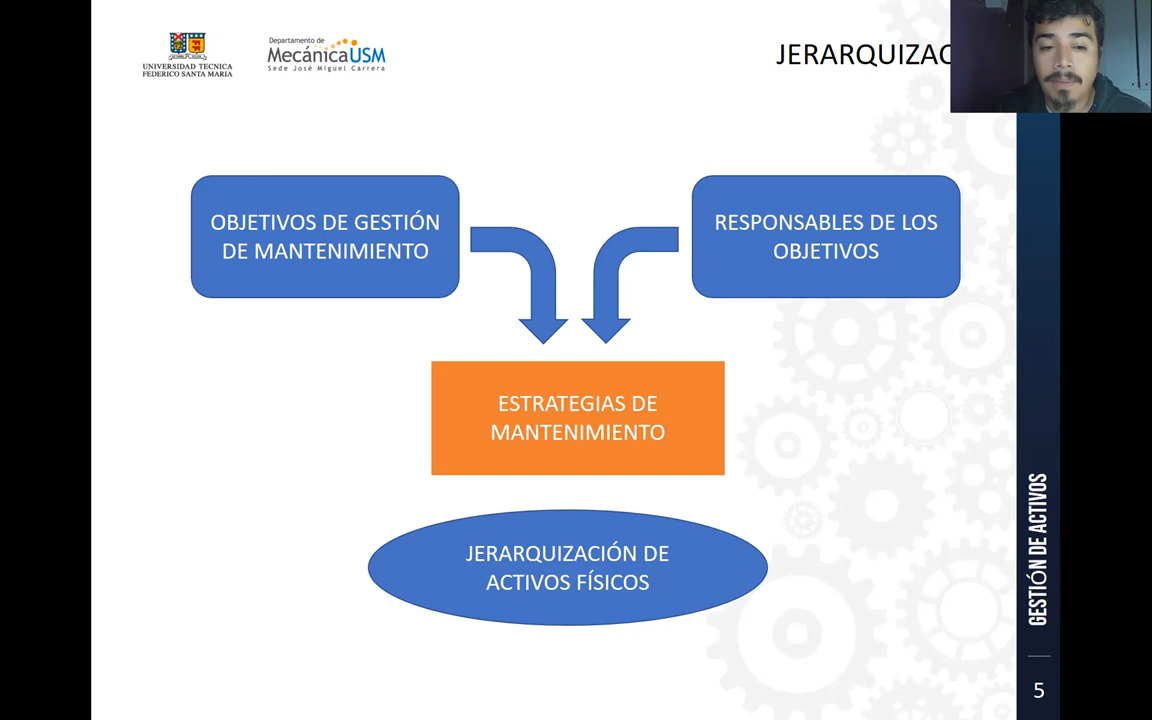 UNIVERSIDAD TECNICA
FEDERICO SANTA MARIA
Departamento de
MecánicaUSM
Sede José Miguel Carrera
JERARQUIZAC
OBJETIVOS DE GESTIÓN
DE MANTENIMIENTO
RESPONSABLES DE LOS
OBJETIVOS
ESTRATEGIAS DE
MANTENIMIENTO
JERARQUIZACIÓN DE
ACTIVOS FÍSICOS
GESTIÓN DE ACTIVOS
5